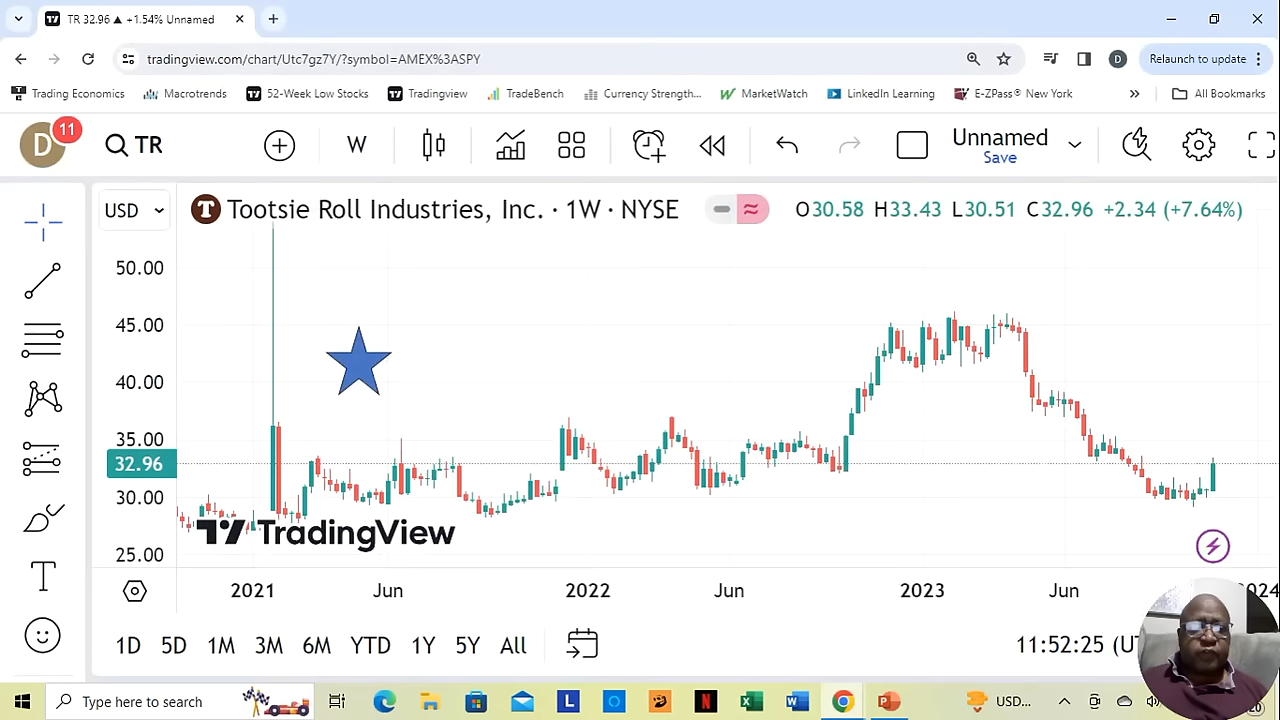 TR 32.96 ▲ +1.54% Unnamed
tradingview.com/chart/Utc7gz7Y/?symbol=AMEX%3ASPY
D
Relaunch to update
Trading Economics
Macrotrends
52-Week Low Stocks
Tradingview
TradeBench
Currency Strength...
MarketWatch
LinkedIn Learning
E-ZPass® New York
All Bookmarks
D
11
TR
W
Unnamed
Save
USD
T
Tootsie Roll Industries, Inc. · 1W · NYSE
O30.58 H33.43 L30.51 C32.96 +2.34 (+7.64%)
50.00
45.00
40.00
35.00
32.96
30.00
25.00
TradingView
2021
Jun
2022
Jun
2023
Jun
1D
5D
1M
3M
6M
YTD
1Y
5Y
All
11:52:25 (U
Type here to search
USD...